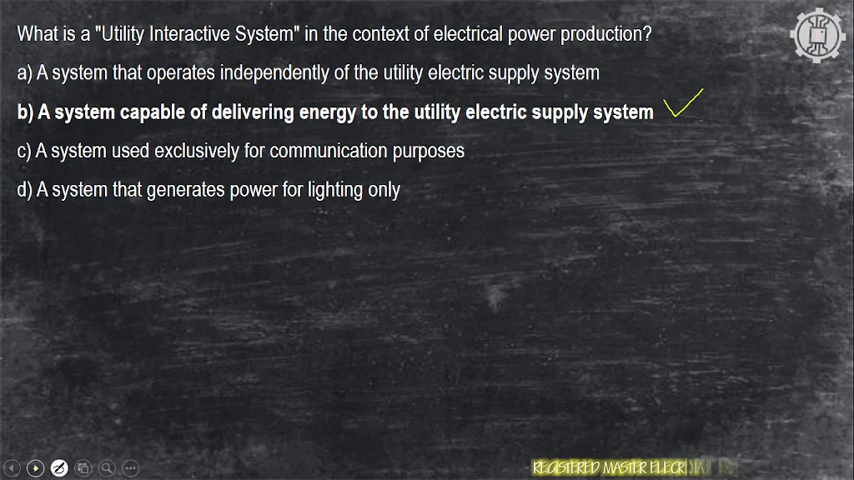 What is a "Utility Interactive System" in the context of electrical power production?
a) A system that operates independently of the utility electric supply system
b) A system capable of delivering energy to the utility electric supply system
c) A system used exclusively for communication purposes
d) A system that generates power for lighting only
REGISTERED MASTER